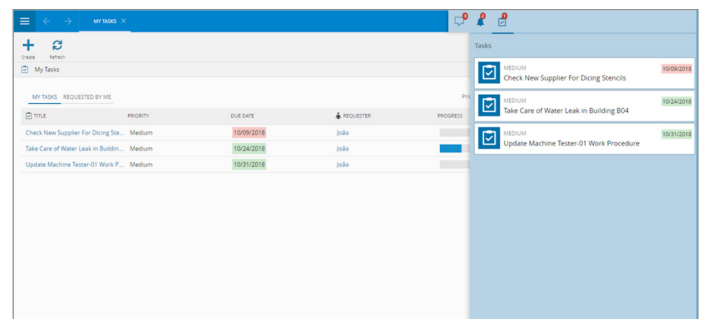 MY TASKS ×
Create Refresh
My Tasks
MY TASKS REQUESTED BY ME
TITLE PRIORITY DUE DATE REQUESTER PROGRESS
Check New Supplier For Dicing Ste... Medium 10/09/2018 João
Take Care of Water Leak in Buildin... Medium 10/24/2018 João
Update Machine Tester-01 Work P... Medium 10/31/2018 João
Tasks
MEDIUM 10/09/2018
Check New Supplier For Dicing Stencils
MEDIUM 10/24/2018
Take Care of Water Leak in Building B04
MEDIUM 10/31/2018
Update Machine Tester-01 Work Procedure